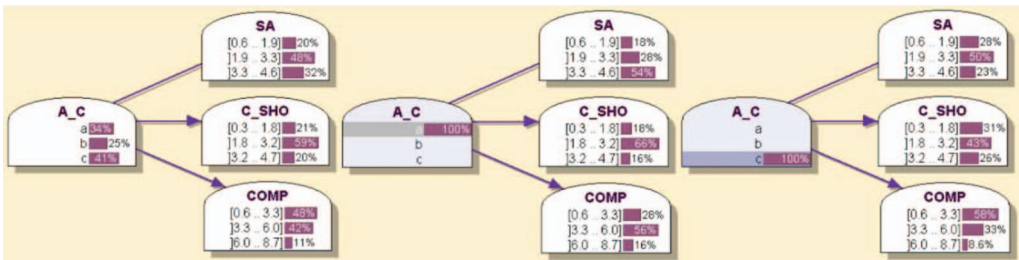 SA
[0.6 .. 1.9] 20%
]1.9 .. 3.3] 48%
]3.3 .. 4.6] 32%
A_C
a 34%
b 25%
c 41%
C_SHO
[0.3 .. 1.8] 21%
]1.8 .. 3.2] 59%
]3.2 .. 4.7] 20%
COMP
[0.6 .. 3.3] 48%
]3.3 .. 6.0] 42%
]6.0 .. 8.7] 11%
SA
[0.6 .. 1.9] 18%
]1.9 .. 3.3] 28%
]3.3 .. 4.6] 54%
A_C
a 100%
b
c
C_SHO
[0.3 .. 1.8] 18%
]1.8 .. 3.2] 66%
]3.2 .. 4.7] 16%
COMP
[0.6 .. 3.3] 28%
]3.3 .. 6.0] 56%
]6.0 .. 8.7] 16%
SA
[0.6 .. 1.9] 28%
]1.9 .. 3.3] 50%
]3.3 .. 4.6] 23%
A_C
a
b
c 100%
C_SHO
[0.3 .. 1.8] 31%
]1.8 .. 3.2] 43%
]3.2 .. 4.7] 26%
COMP
[0.6 .. 3.3] 58%
]3.3 .. 6.0] 33%
]6.0 .. 8.7] 8.6%